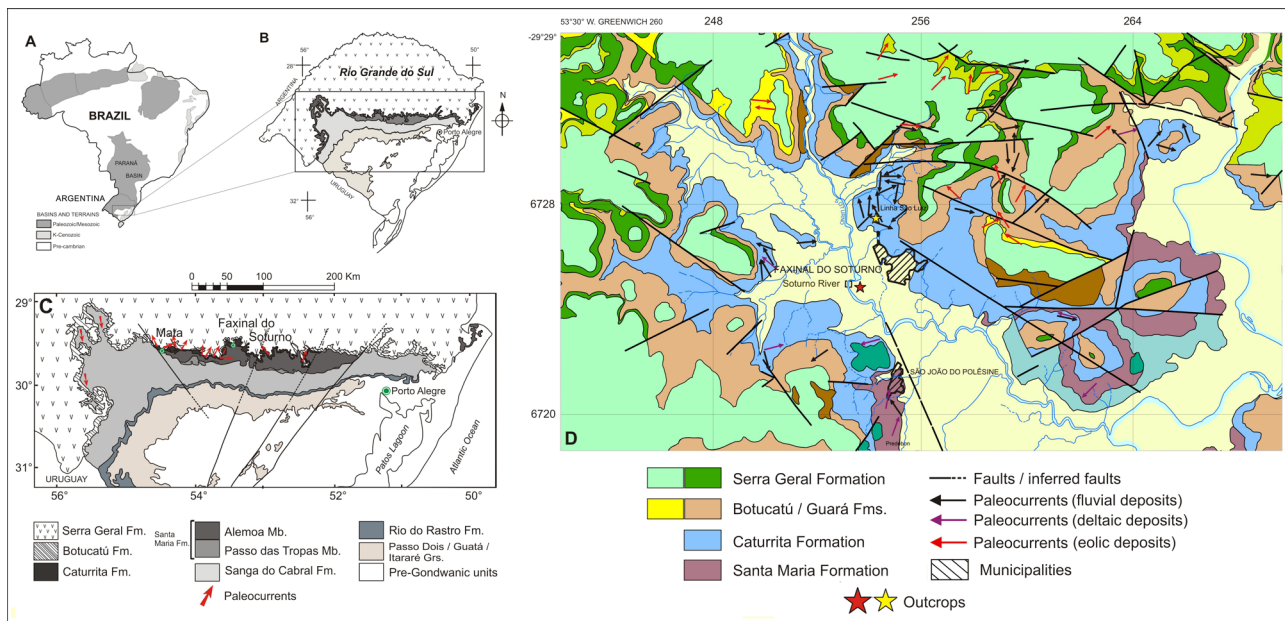 A
BRAZIL
PARANÁ
BASIN
ARGENTINA
BASINS AND TERRAINS
Paleozoic/Mesozoic
K-Cenozoic
Pre-cambrian
B
56°
50°
28°
Rio Grande do Sul
ARGENTINA
N
Porto Alegre
URUGUAY
32°
56°
0 50 100 200 Km
C
29°
30°
31°
Mata
Faxinal do
Soturno
Porto Alegre
Patos Lagoon
Atlantic Ocean
URUGUAY
56° 54° 52° 50°
Serra Geral Fm.
Botucatú Fm.
Caturrita Fm.
Santa
Maria Fm.
Alemoa Mb.
Passo das Tropas Mb.
Sanga do Cabral Fm.
Paleocurrents
Rio do Rastro Fm.
Passo Dois / Guatá /
Itararé Grs.
Pre-Gondwanic units
53°30" W. GREENWICH 260
248 256 264
-29°29"
6728
6720
Linha São Luiz
FAXINAL DO SOTURNO
Soturno River
SÃO JOÃO DO POLÊSINE
D
Serra Geral Formation
Botucatú / Guará Fms.
Caturrita Formation
Santa Maria Formation
Faults / inferred faults
Paleocurrents (fluvial deposits)
Paleocurrents (deltaic deposits)
Paleocurrents (eolic deposits)
Municipalities
Outcrops